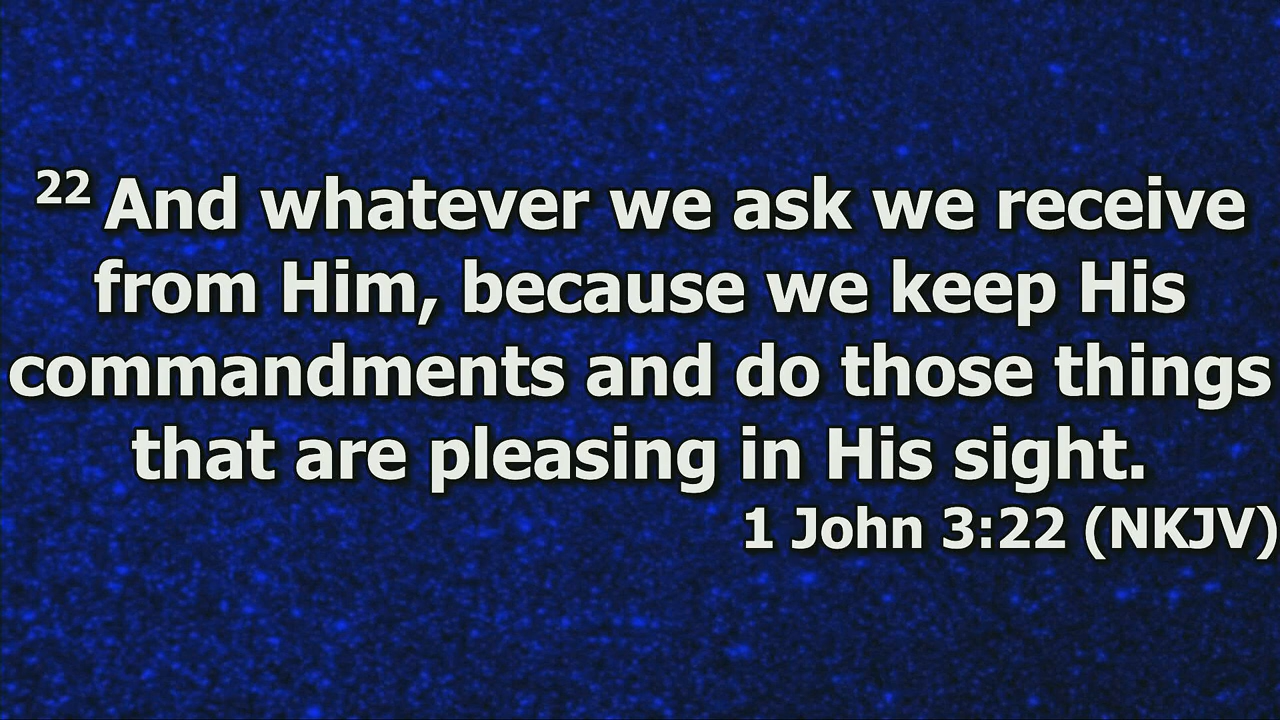 22 And whatever we ask we receive
from Him, because we keep His
commandments and do those things
that are pleasing in His sight.
1 John 3:22 (NKJV)